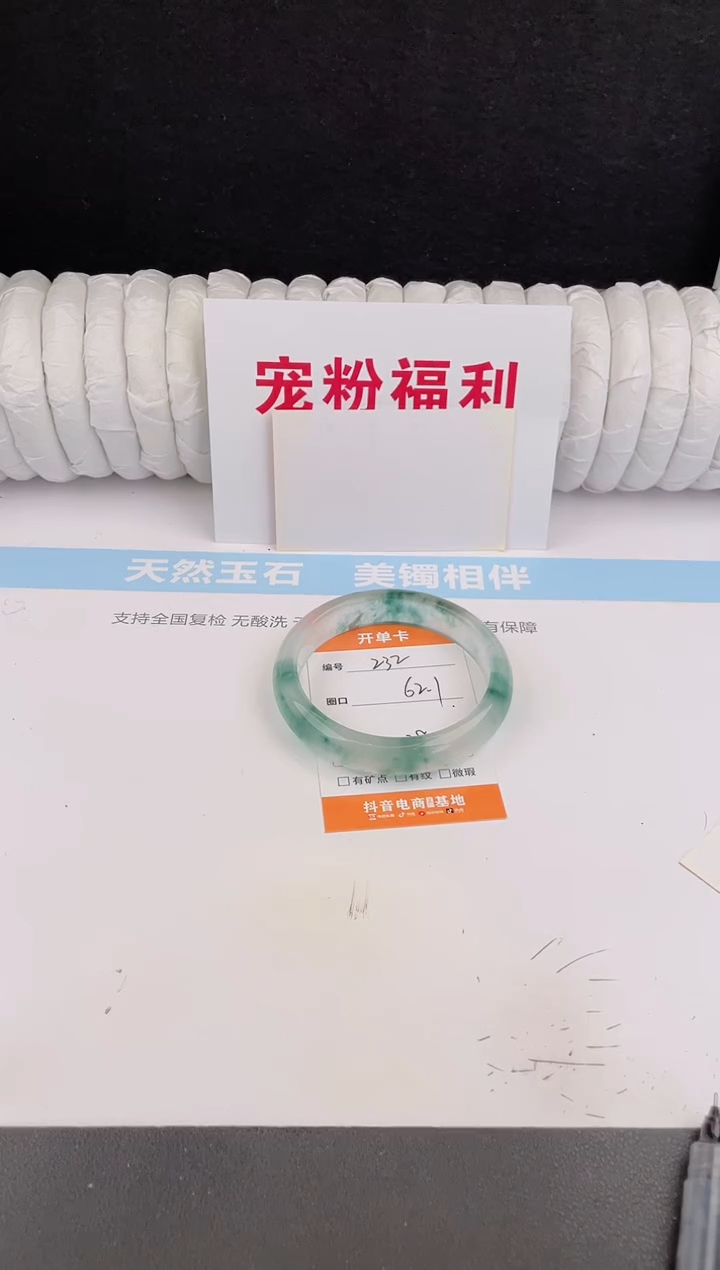 宠粉福利
天然玉石 美镯相伴
支持全国复检 无酸洗
有保障
开单卡
编号 232
圈口 62.1
□有矿点 □有纹 □微瑕
抖音电商 基地